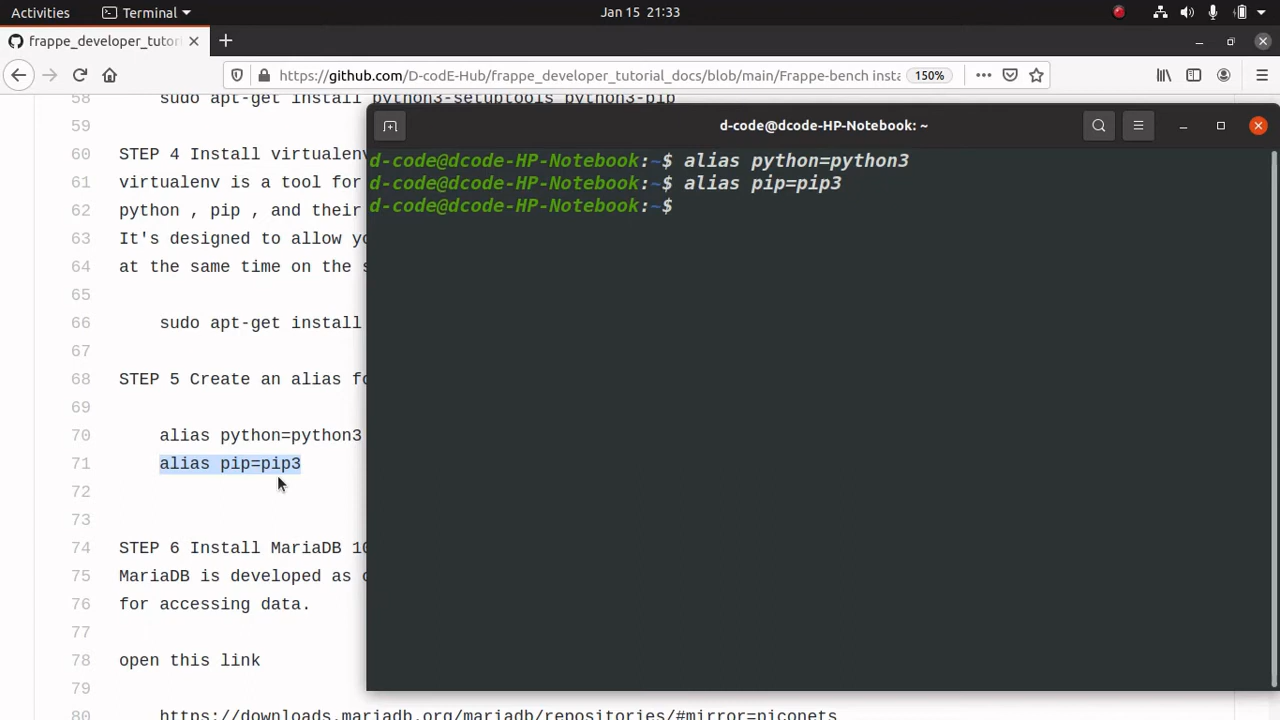 Activities Terminal Jan 15 21:33
frappe_developer_tutor
https://github.com/D-codE-Hub/frappe_developer_tutorial_docs/blob/main/Frappe-bench insta 150%
58 sudo apt-get install python3-setuptools python3-pip
59
60 STEP 4 Install virtualenv
61 virtualenv is a tool for
62 python , pip , and their
63 It's designed to allow yo
64 at the same time on the s
65
66 sudo apt-get install
67
68 STEP 5 Create an alias fo
69
70 alias python=python3
71 alias pip=pip3
72
73
74 STEP 6 Install MariaDB 10
75 MariaDB is developed as o
76 for accessing data.
77
78 open this link
79
80 https://downloads.mariadb.org/mariadb/repositories/#mirror=piconets
d-code@dcode-HP-Notebook: ~
d-code@dcode-HP-Notebook:~$ alias python=python3
d-code@dcode-HP-Notebook:~$ alias pip=pip3
d-code@dcode-HP-Notebook:~$